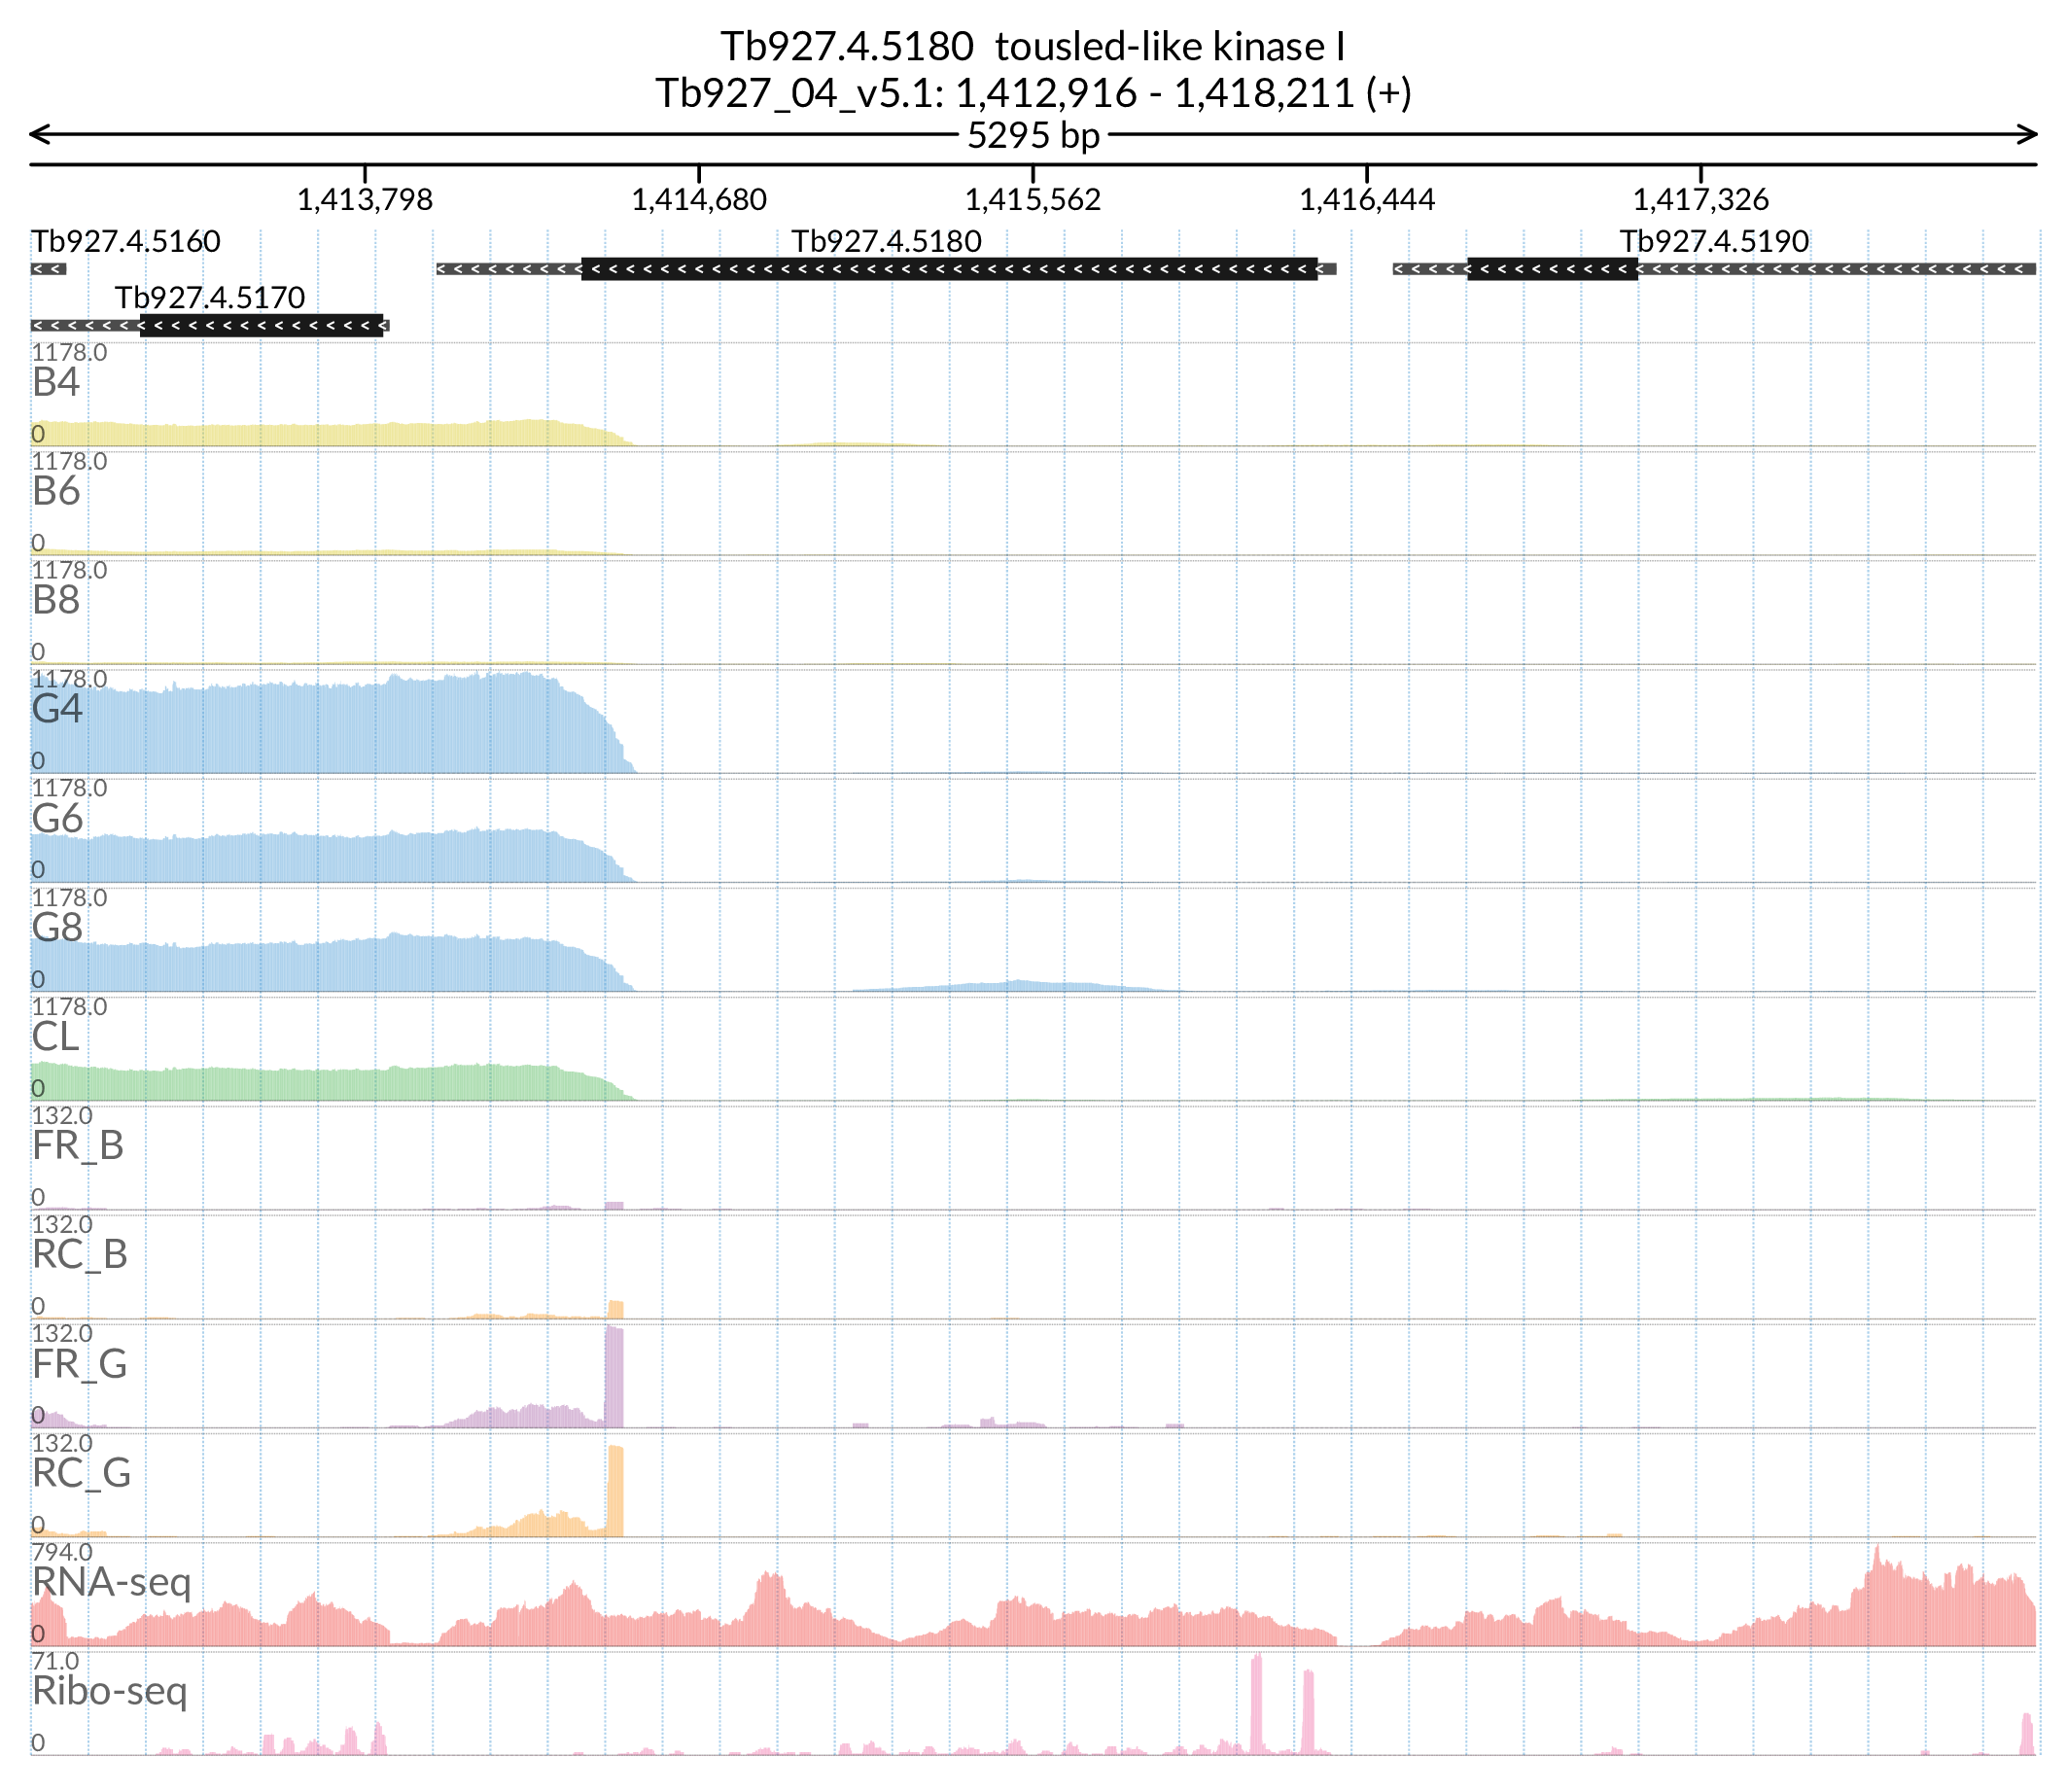 Tb927.4.5180  tousled-like kinase I
Tb927_04_v5.1: 1,412,916 - 1,418,211 (+)
5295 bp
1,413,798 1,414,680 1,415,562 1,416,444 1,417,326
Tb927.4.5160 Tb927.4.5180 Tb927.4.5190
Tb927.4.5170
1178.0
B4
0
1178.0
B6
0
1178.0
B8
0
1178.0
G4
0
1178.0
G6
0
1178.0
G8
0
1178.0
CL
0
132.0
FR_B
0
132.0
RC_B
0
132.0
FR_G
0
132.0
RC_G
0
794.0
RNA-seq
0
71.0
Ribo-seq
0